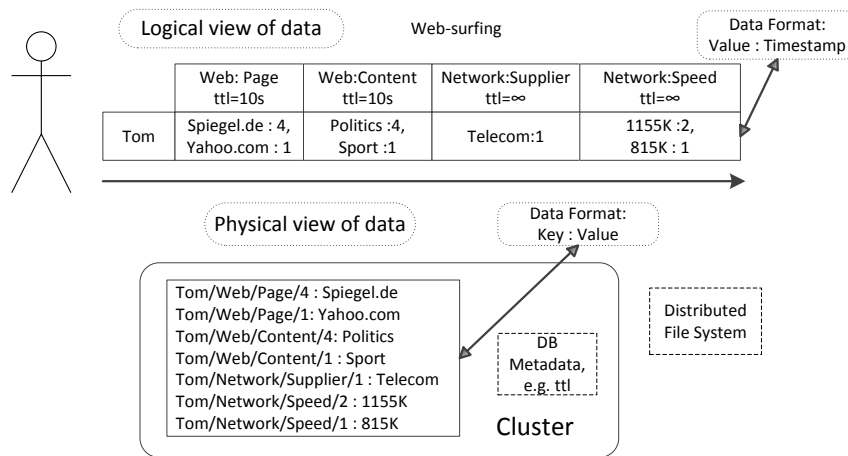 Logical view of data
Web-surfing
Data Format:
Value : Timestamp
Web: Page
ttl=10s
Web:Content
ttl=10s
Network:Supplier
ttl=∞
Network:Speed
ttl=∞
Tom
Spiegel.de : 4,
Yahoo.com : 1
Politics :4,
Sport :1
Telecom:1
1155K :2,
815K : 1
Physical view of data
Data Format:
Key : Value
Tom/Web/Page/4 : Spiegel.de
Tom/Web/Page/1: Yahoo.com
Tom/Web/Content/4: Politics
Tom/Web/Content/1 : Sport
Tom/Network/Supplier/1 : Telecom
Tom/Network/Speed/2 : 1155K
Tom/Network/Speed/1 : 815K
DB
Metadata,
e.g. ttl
Cluster
Distributed
File System